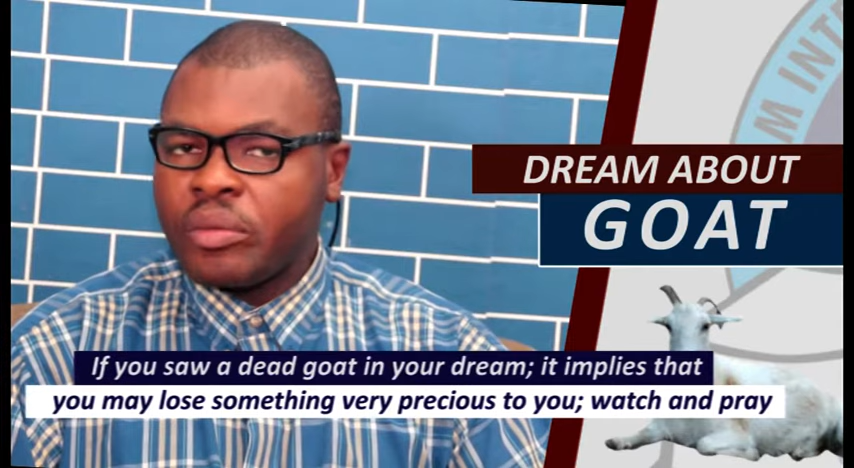 M INT
DREAM ABOUT
GOAT
If you saw a dead goat in your dream; it implies that
you may lose something very precious to you; watch and pray